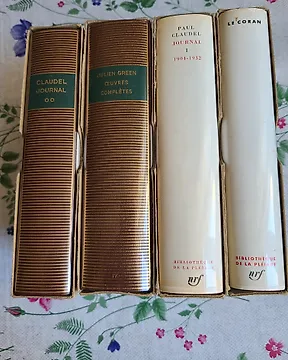 CLAUDEL
JOURNAL
JULIEN GREEN
ŒUVRES
COMPLÈTES
PAUL
CLAUDEL
JOURNAL
I
1904-1932
BIBLIOTHÈQUE
DE LA PLÉIADE
nrf
LE CORAN
BIBLIOTHÈQUE
DE LA PLÉIADE
nrf